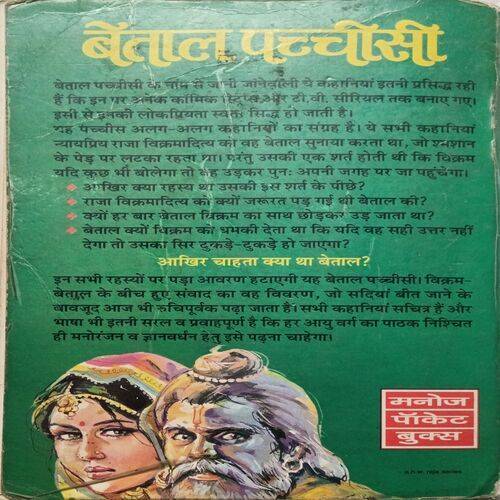 बेताल पच्चीसी
बेताल पच्चीसी के नाम से जानी जानेवाली ये कहानियां इतनी प्रसिद्ध रही
हैं कि इन पर अनेक कामिक स्ट्रिप्स और टी.वी. सीरियल तक बनाए गए।
इसी से इनकी लोकप्रियता स्वतः सिद्ध हो जाती है।
यह पच्चीस अलग-अलग कहानियों का संग्रह है। ये सभी कहानियां
न्यायप्रिय राजा विक्रमादित्य को वह बेताल सुनाया करता था, जो श्मशान
के पेड़ पर लटका रहता था। परंतु उसकी एक शर्त होती थी कि विक्रम
यदि कुछ भी बोलेगा तो वह उड़कर पुनः अपनी जगह पर जा पहुंचेगा।
आखिर क्या रहस्य था उसकी इस शर्त के पीछे?
राजा विक्रमादित्य को क्यों जरूरत पड़ गई थी बेताल की?
क्यों हर बार बेताल विक्रम का साथ छोड़कर उड़ जाता था?
बेताल क्यों विक्रम को धमकी देता था कि यदि वह सही उत्तर नहीं
देगा तो उसका सिर टुकड़े-टुकड़े हो जाएगा?
आखिर चाहता क्या था बेताल?
इन सभी रहस्यों पर पड़ा आवरण हटाएगी यह बेताल पच्चीसी। विक्रम-
बेताल के बीच हुए संवाद का वह विवरण, जो सदियां बीत जाने के
बावजूद आज भी रुचिपूर्वक पढ़ा जाता है। सभी कहानियां सचित्र हैं और
भाषा भी इतनी सरल व प्रवाहपूर्ण है कि हर आयु वर्ग का पाठक निश्चित
ही मनोरंजन व ज्ञानवर्धन हेतु इसे पढ़ना चाहेगा।
मनोज
पॉकेट
बुक्स